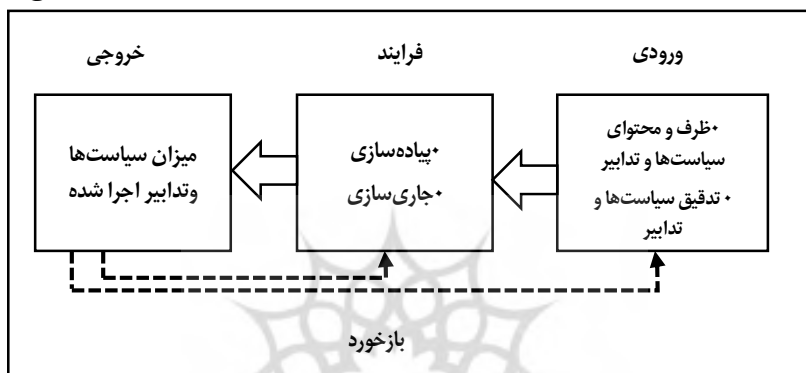 ورودی
فرایند
خروجی
•ظرف و محتوای
سیاست‌ها و تدابیر
• تدقیق سیاست‌ها و
تدابیر
•پیاده‌سازی
•جاری‌سازی
میزان سیاست‌ها
وتدابیر اجرا شده
بازخورد